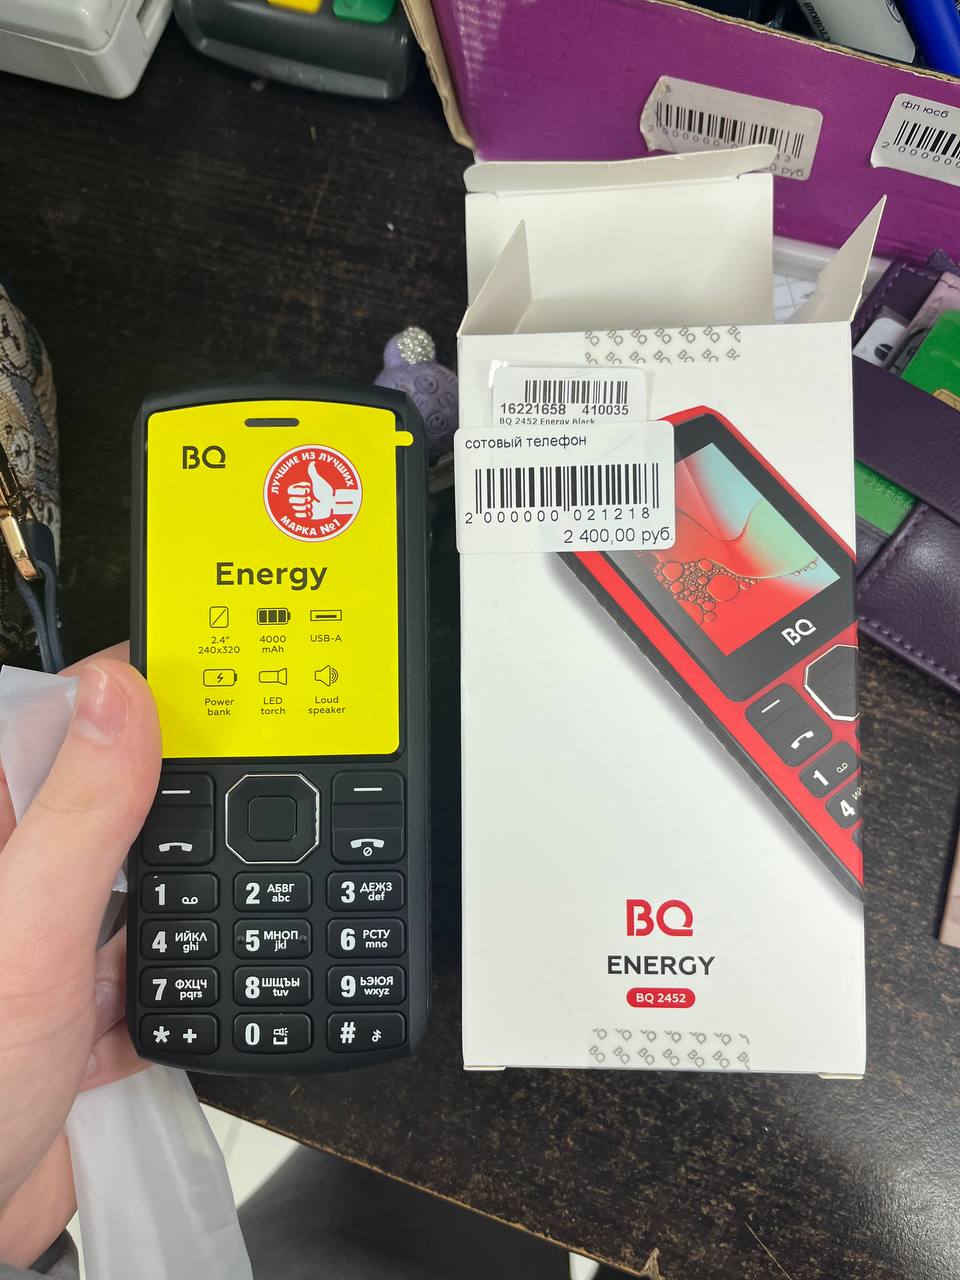 фл юсб
руб
16221658 410035
BQ 2452 Energy Black
сотовый телефон
2 000000 021218
2 400,00 руб.
BQ
ЛУЧШИЕ ИЗ ЛУЧШИХ
МАРКА №1
Energy
2.4"
240x320
4000
mAh
USB-A
Power
bank
LED
torch
Loud
speaker
1
2 АБВГ
abc
3 ДЕЖЗ
def
4 ИЙКЛ
ghi
5 МНОП
jkl
6 РСТУ
mno
7 ФХЦЧ
pqrs
8 ШЩЪЫ
tuv
9 ЬЭЮЯ
wxyz
* +
0
#
BQ
1
4
BQ
ENERGY
BQ 2452